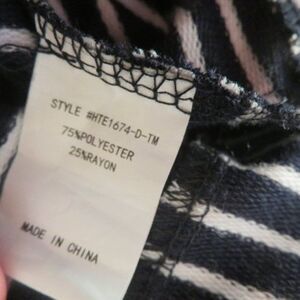 STYLE #HTE1674-D-TM
75%POLYESTER
25%RAYON
MADE IN CHINA